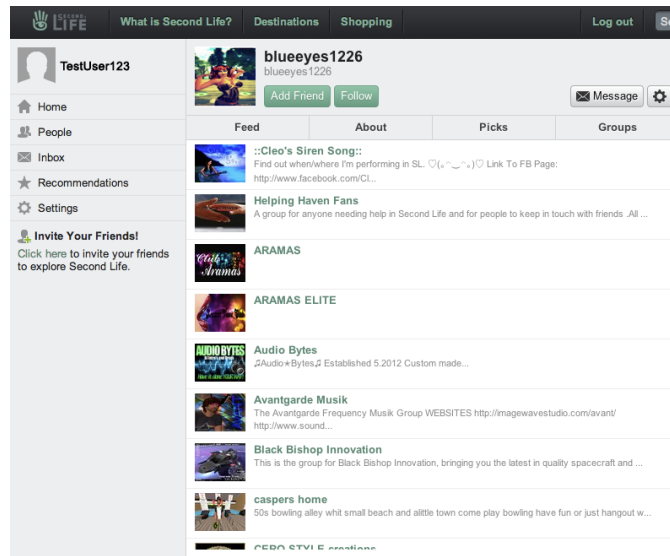 SECOND LIFE
What is Second Life?
Destinations
Shopping
Log out
TestUser123
Home
People
Inbox
Recommendations
Settings
Invite Your Friends!
Click here to invite your friends
to explore Second Life.
blueeyes1226
blueeyes1226
Add Friend
Follow
Message
Feed
About
Picks
Groups
::Cleo's Siren Song::
Find out when/where I'm performing in SL. ♡(｡◠‿◠｡)♡ Link To FB Page:
http://www.facebook.com/Cl...
Helping Haven Fans
A group for anyone needing help in Second Life and for people to keep in touch with friends .All ...
Club
Aramas
ARAMAS
ARAMAS ELITE
AUDIO BYTES
Audio Bytes
♫Audio★Bytes♫ Established 5.2012 Custom made...
Avantgarde Musik
The Avantgarde Frequency Musik Group WEBSITES http://imagewavestudio.com/avant/
http://www.sound...
Black Bishop Innovation
This is the group for Black Bishop Innovation, bringing you the latest in quality spacecraft and ...
caspers home
50s bowling alley whit small beach and alittle town come play bowling have fun or just hangout w...
CERO STYLE creations